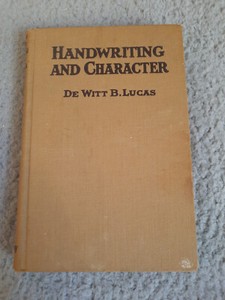 HANDWRITING
AND CHARACTER
DE WITT B. LUCAS